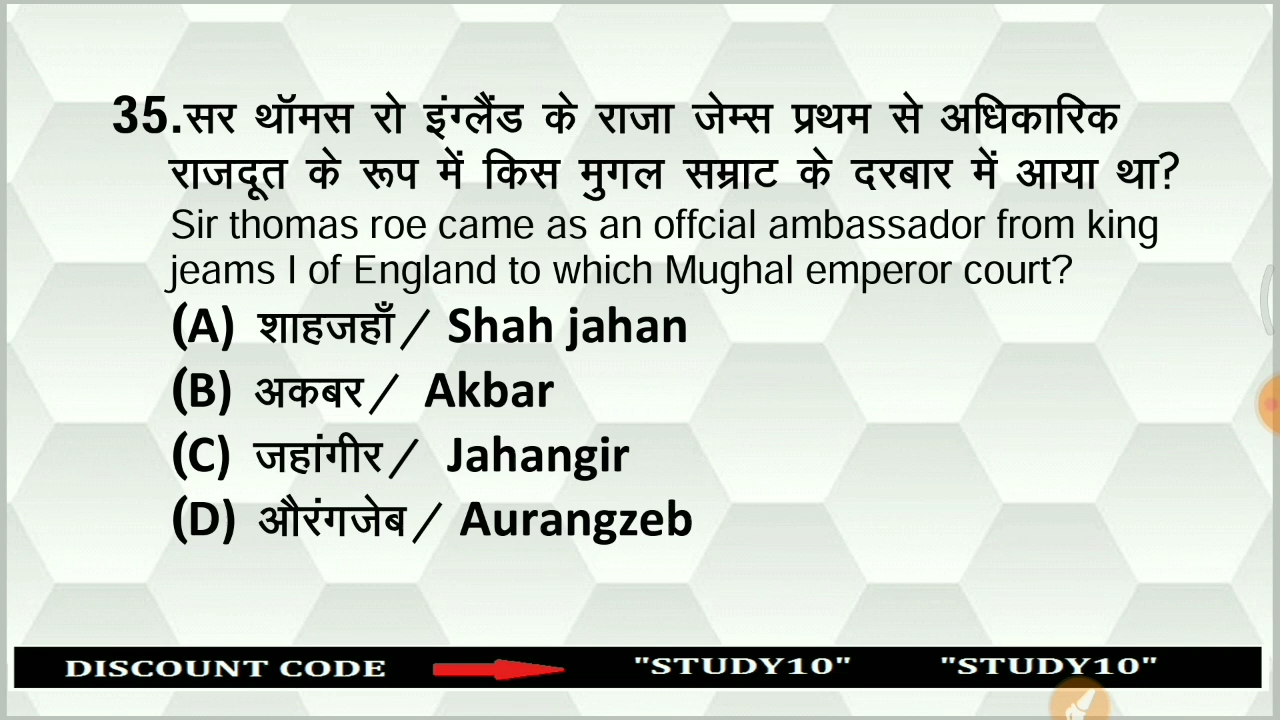 35.सर थॉमस रो इंग्लैंड के राजा जेम्स प्रथम से अधिकारिक
राजदूत के रूप में किस मुगल सम्राट के दरबार में आया था?
Sir thomas roe came as an offcial ambassador from king
jeams I of England to which Mughal emperor court?
(A) शाहजहाँ/ Shah jahan
(B) अकबर/ Akbar
(C) जहांगीर/ Jahangir
(D) औरंगजेब/ Aurangzeb
DISCOUNT CODE "STUDY10" "STUDY10"